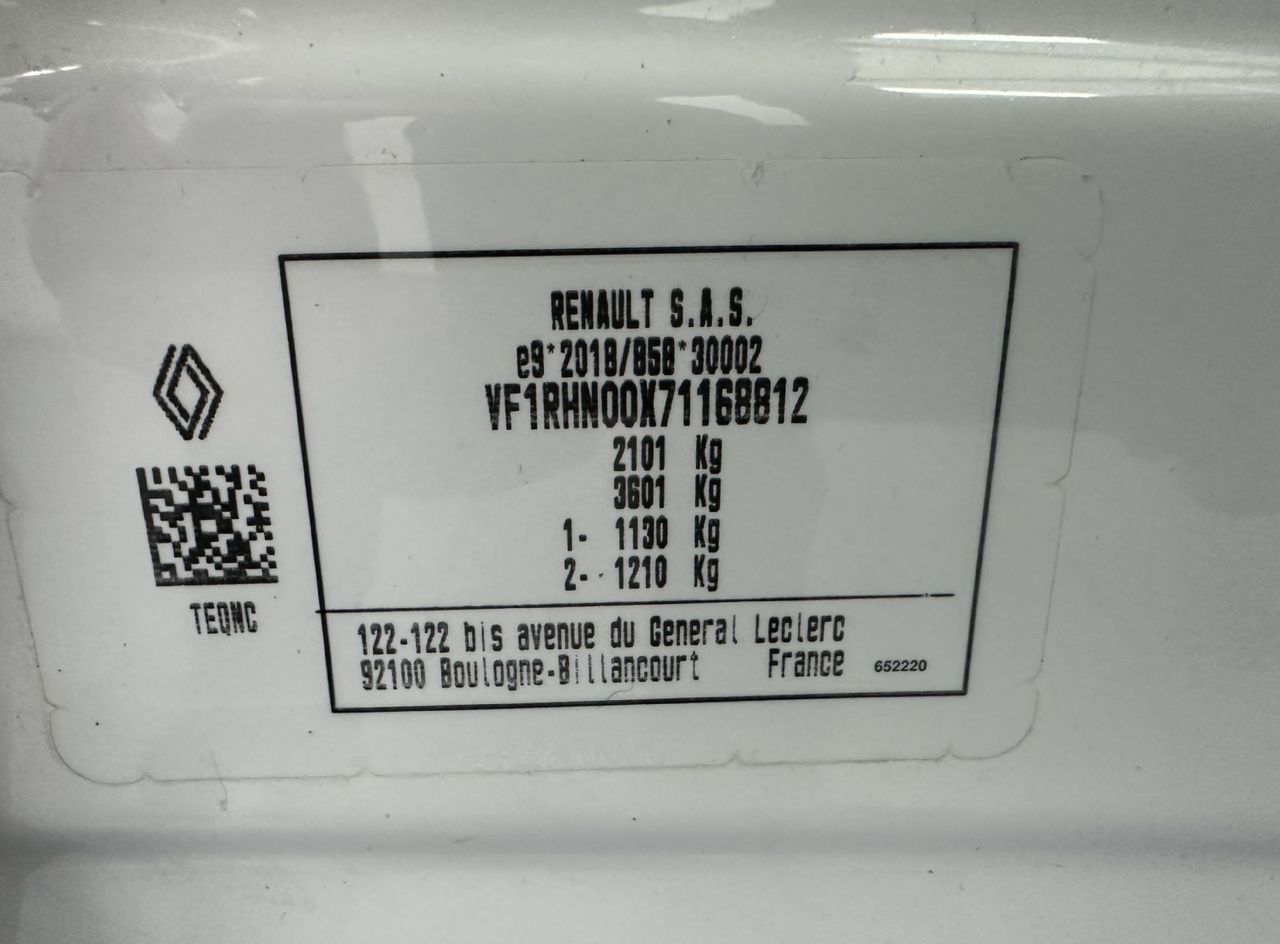 RENAULT S.A.S.
e9*2018/858*30002
VF1RHN00X71168812
2101 Kg
3601 Kg
1- 1130 Kg
2- 1210 Kg
TEQNC
122-122 bis avenue du General Leclerc
92100 Boulogne-Billancourt France 652220